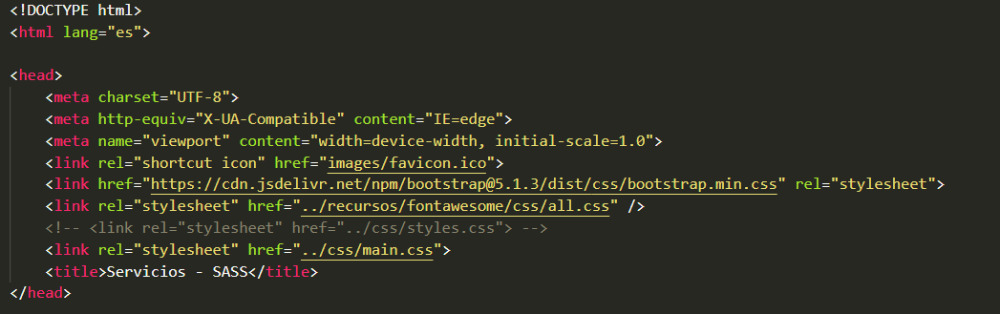 <!DOCTYPE html>
<html lang="es">
<head>
<meta charset="UTF-8">
<meta http-equiv="X-UA-Compatible" content="IE=edge">
<meta name="viewport" content="width=device-width, initial-scale=1.0">
<link rel="shortcut icon" href="images/favicon.ico">
<link href="https://cdn.jsdelivr.net/npm/bootstrap@5.1.3/dist/css/bootstrap.min.css" rel="stylesheet">
<link rel="stylesheet" href="../recursos/fontawesome/css/all.css" />
<!-- <link rel="stylesheet" href="../css/styles.css"> -->
<link rel="stylesheet" href="../css/main.css">
<title>Servicios - SASS</title>
</head>